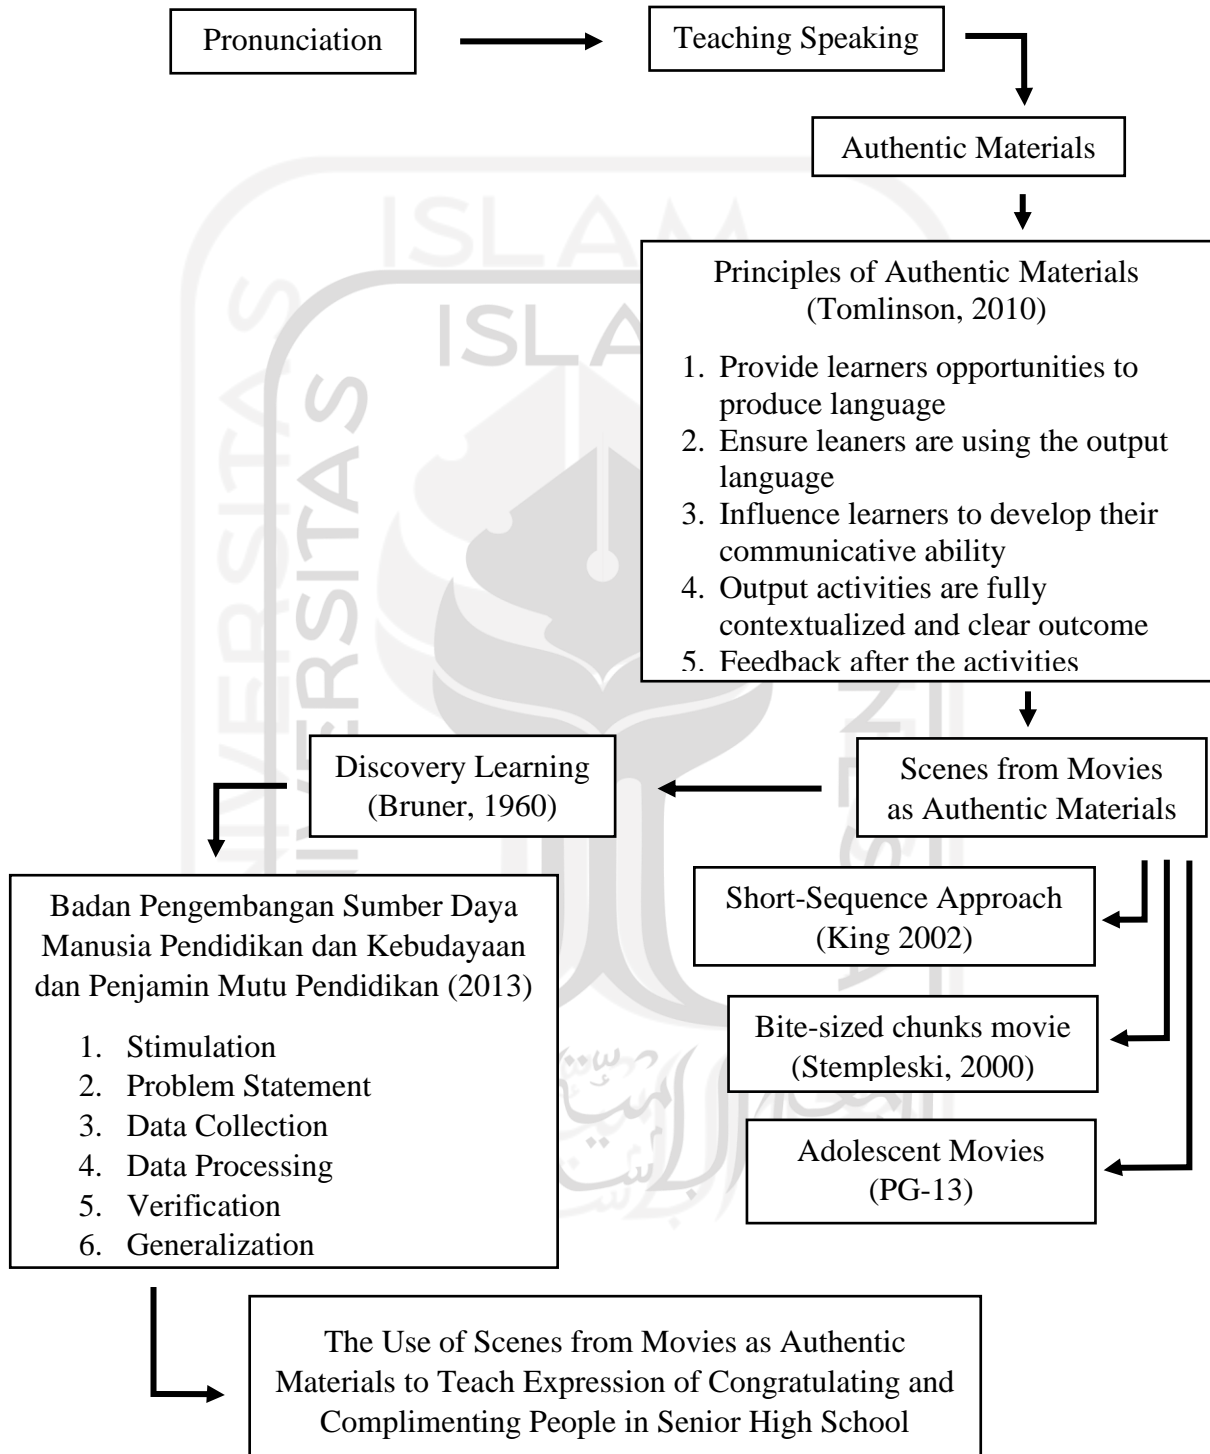 Pronunciation
Teaching Speaking
Authentic Materials
Principles of Authentic Materials
(Tomlinson, 2010)
1. Provide learners opportunities to
produce language
2. Ensure leaners are using the output
language
3. Influence learners to develop their
communicative ability
4. Output activities are fully
contextualized and clear outcome
5. Feedback after the activities
Scenes from Movies
as Authentic Materials
Discovery Learning
(Bruner, 1960)
Short-Sequence Approach
(King 2002)
Bite-sized chunks movie
(Stempleski, 2000)
Adolescent Movies
(PG-13)
Badan Pengembangan Sumber Daya
Manusia Pendidikan dan Kebudayaan
dan Penjamin Mutu Pendidikan (2013)
1. Stimulation
2. Problem Statement
3. Data Collection
4. Data Processing
5. Verification
6. Generalization
The Use of Scenes from Movies as Authentic
Materials to Teach Expression of Congratulating and
Complimenting People in Senior High School
ISLAM
UNIVERSITAS